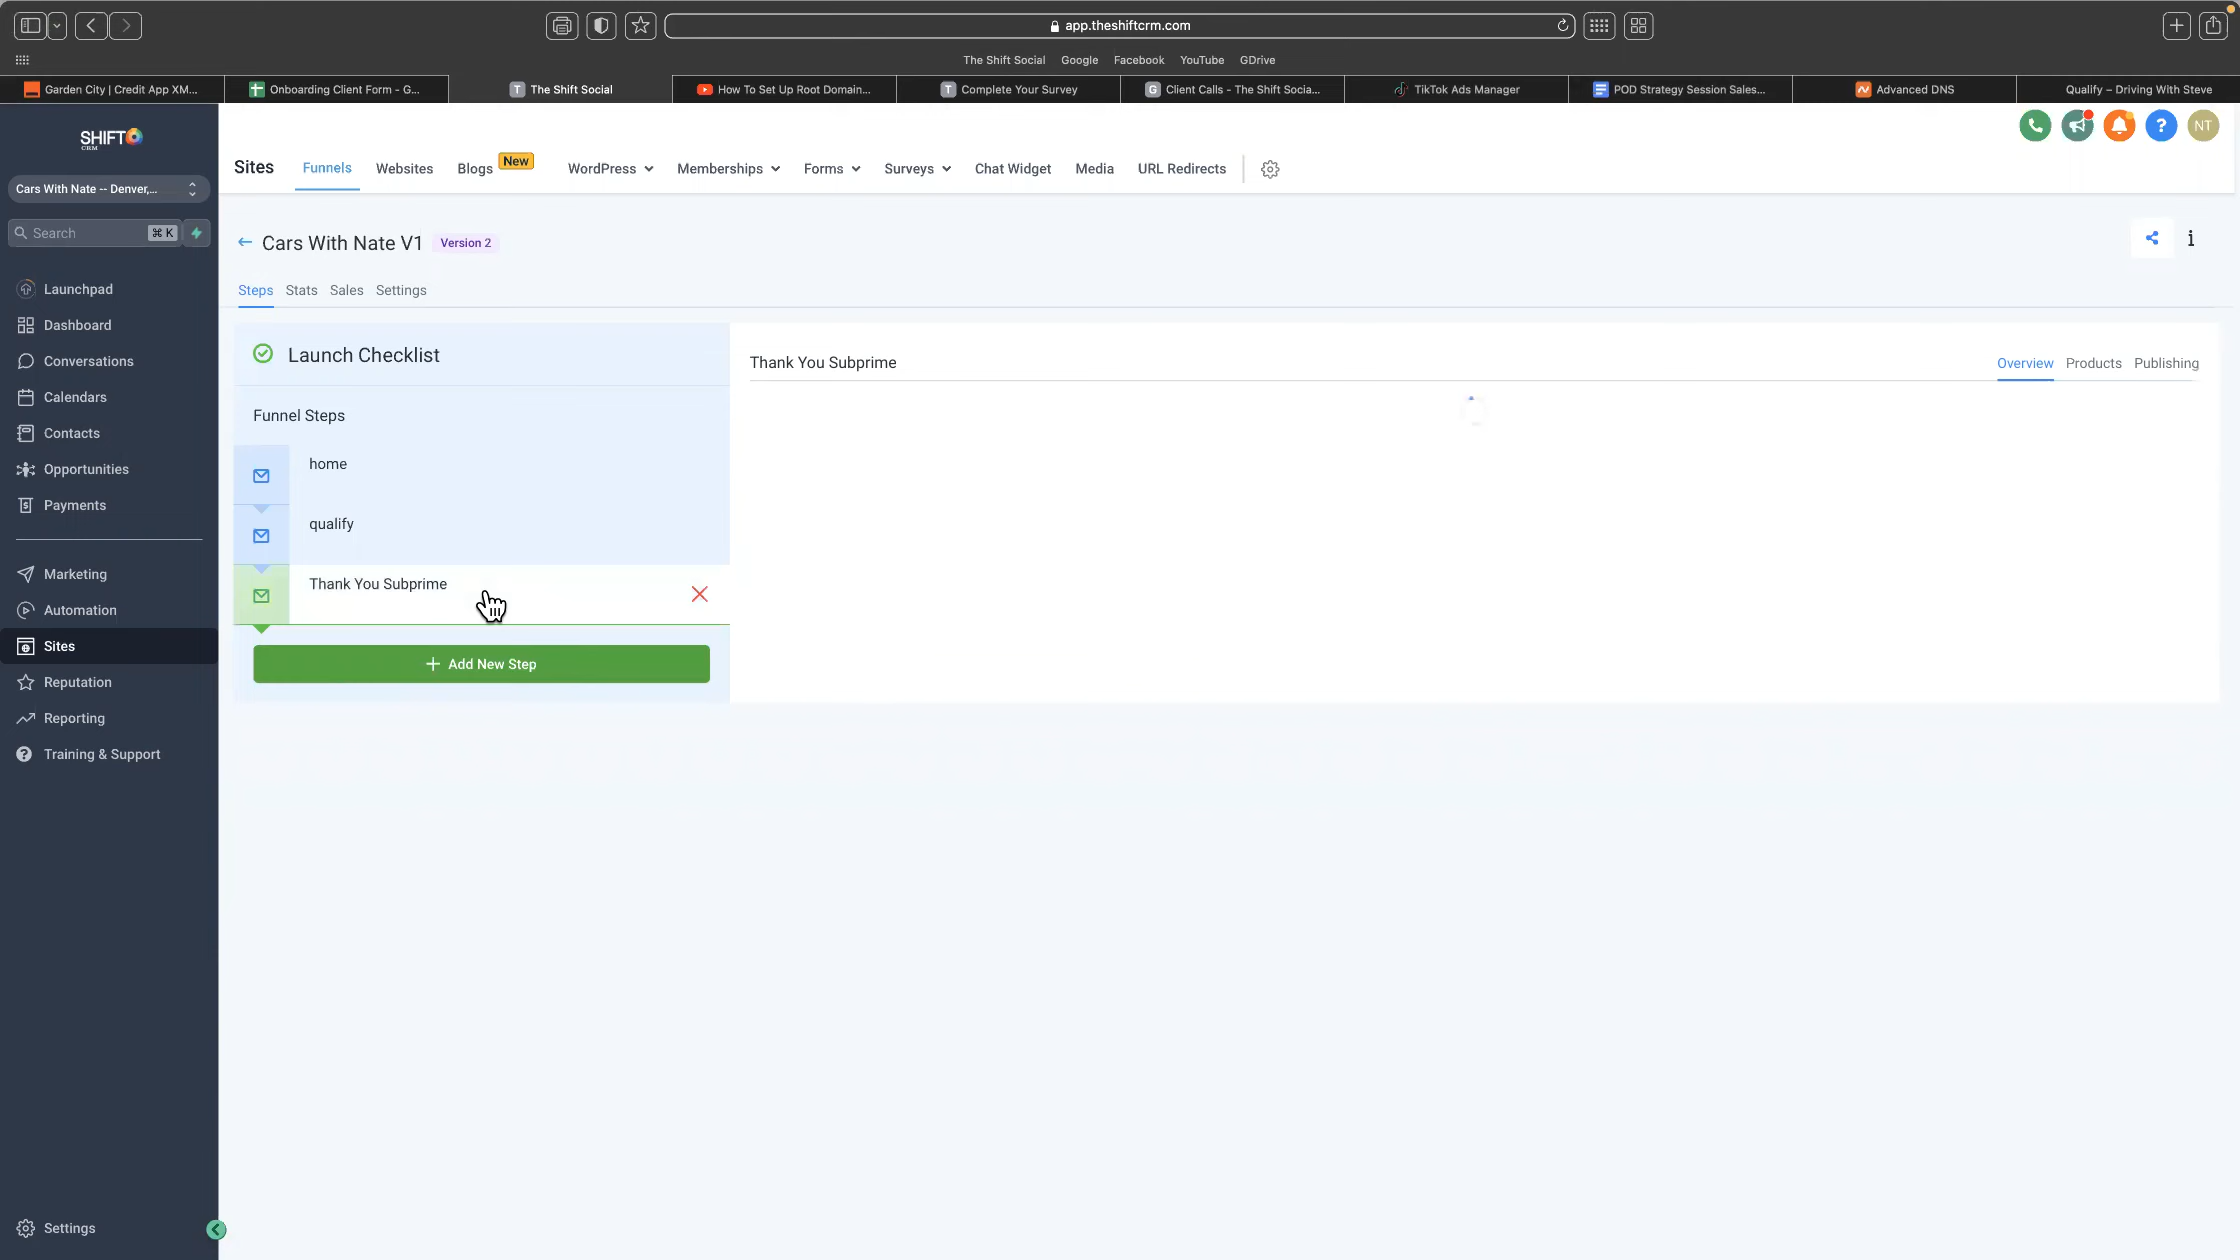 app.theshiftcrm.com
The Shift Social Google Facebook YouTube GDrive
Garden City | Credit App XM...
Onboarding Client Form - G...
The Shift Social
How To Set Up Root Domain...
Complete Your Survey
Client Calls - The Shift Socia...
TikTok Ads Manager
POD Strategy Session Sales...
Advanced DNS
Qualify – Driving With Steve
SHIFT
CRM
Cars With Nate -- Denver,...
Search ⌘ K
Launchpad
Dashboard
Conversations
Calendars
Contacts
Opportunities
Payments
Marketing
Automation
Sites
Reputation
Reporting
Training & Support
Settings
NT
Sites Funnels Websites Blogs New WordPress Memberships Forms Surveys Chat Widget Media URL Redirects
Cars With Nate V1 Version 2
Steps Stats Sales Settings
Launch Checklist
Funnel Steps
home
qualify
Thank You Subprime
+ Add New Step
Thank You Subprime
Overview Products Publishing